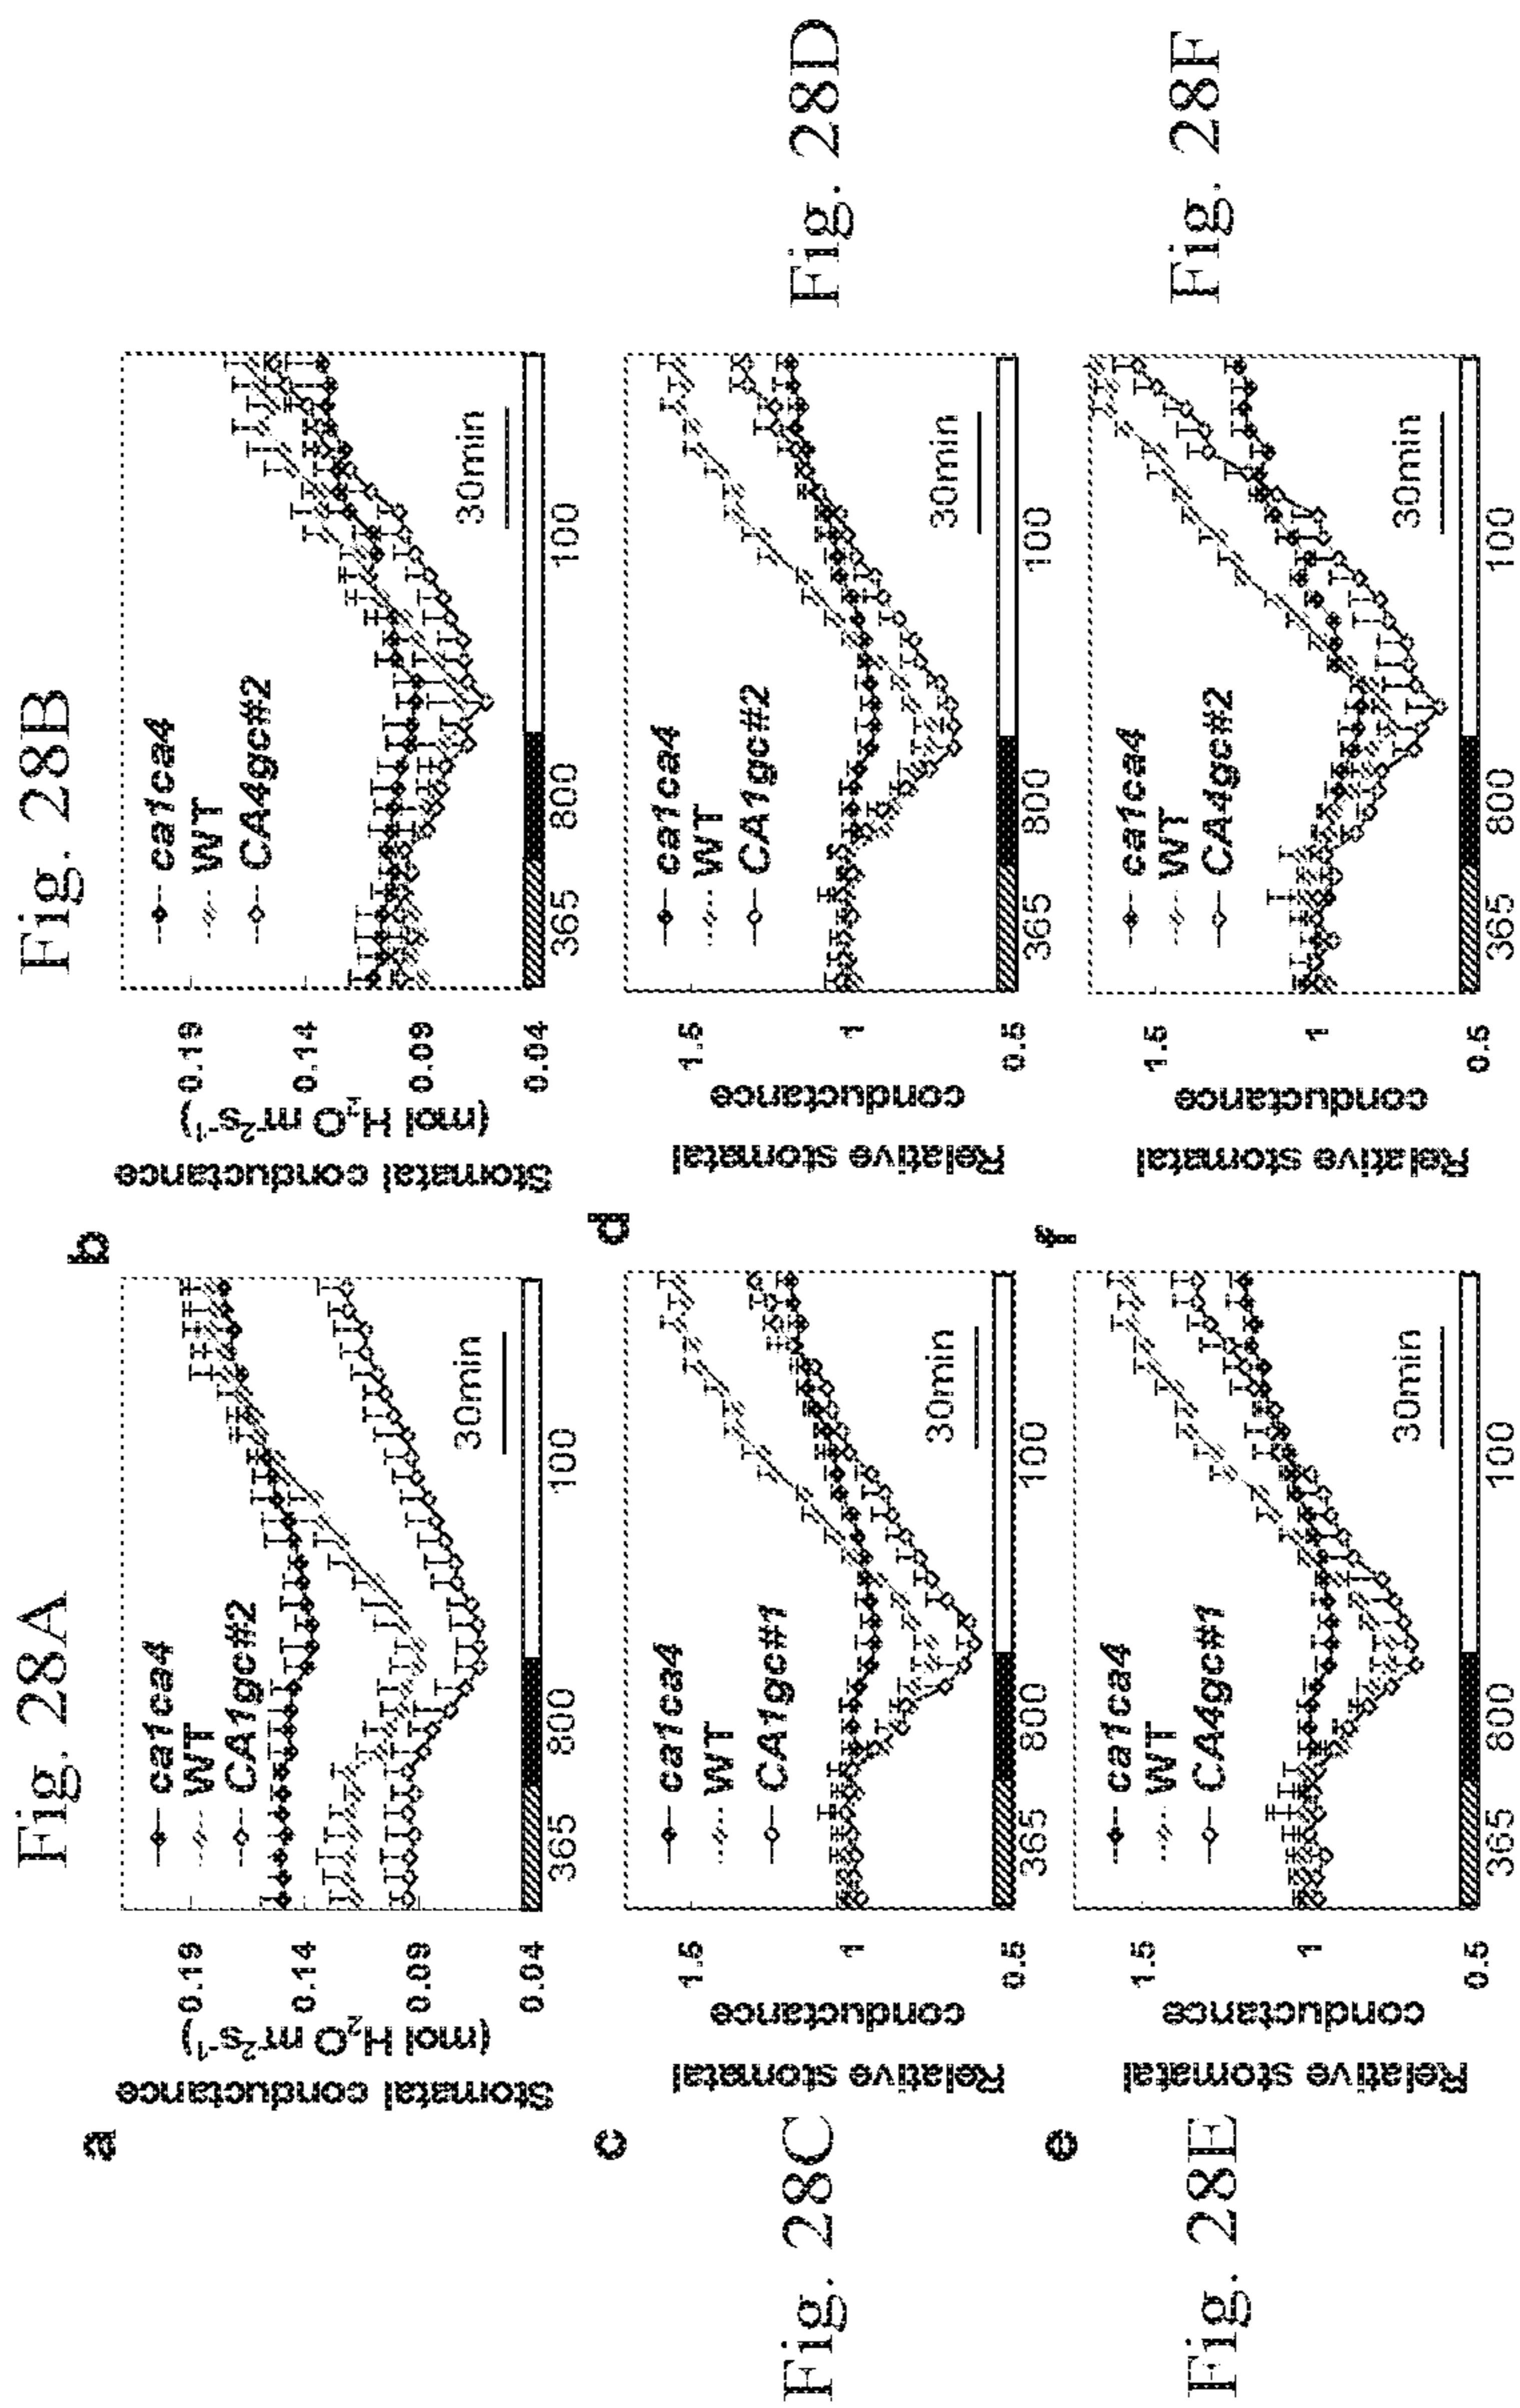 Fig. 28A
a
Stomatal conductance
(mol H₂O m⁻²s⁻¹)
0.19
0.14
0.09
0.04
ca1ca4
WT
CA1gc#2
30min
365 800 100
Fig. 28B
b
Stomatal conductance
(mol H₂O m⁻²s⁻¹)
0.19
0.14
0.09
0.04
ca1ca4
WT
CA4gc#2
30min
365 800 100
Fig. 28C
c
Relative stomatal
conductance
1.5
1
0.5
ca1ca4
WT
CA1gc#1
30min
365 800 100
Fig. 28D
d
Relative stomatal
conductance
1.5
1
0.5
ca1ca4
WT
CA1gc#2
30min
365 800 100
Fig. 28E
e
Relative stomatal
conductance
1.5
1
0.5
ca1ca4
WT
CA4gc#1
30min
365 800 100
Fig. 28F
f
Relative stomatal
conductance
1.5
1
0.5
ca1ca4
WT
CA4gc#2
30min
365 800 100